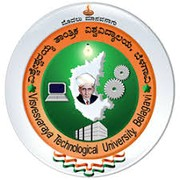 ವಿಶ್ವೇಶ್ವರಯ್ಯ ತಾಂತ್ರಿಕ ವಿಶ್ವವಿದ್ಯಾಲಯ, ಬೆಳಗಾವಿ
Visvesvaraya Technological University, Belagavi